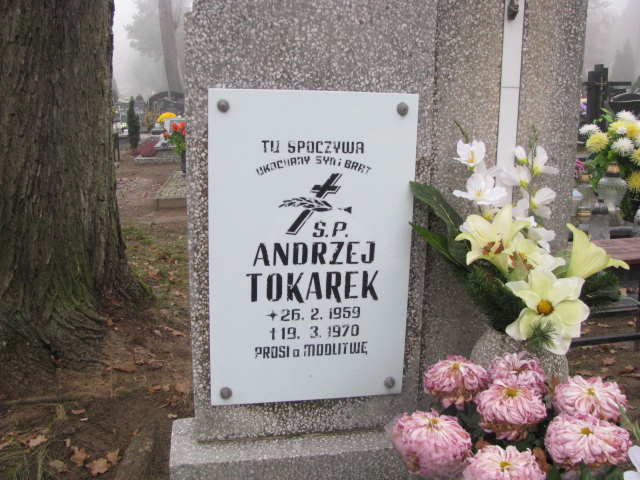 TU SPOCZYWA
UKOCHANY SYN I BRAT
Ś.P.
ANDRZEJ
TOKAREK
*26. 2. 1959
†19. 3. 1970
PROSI o MODLITWĘ